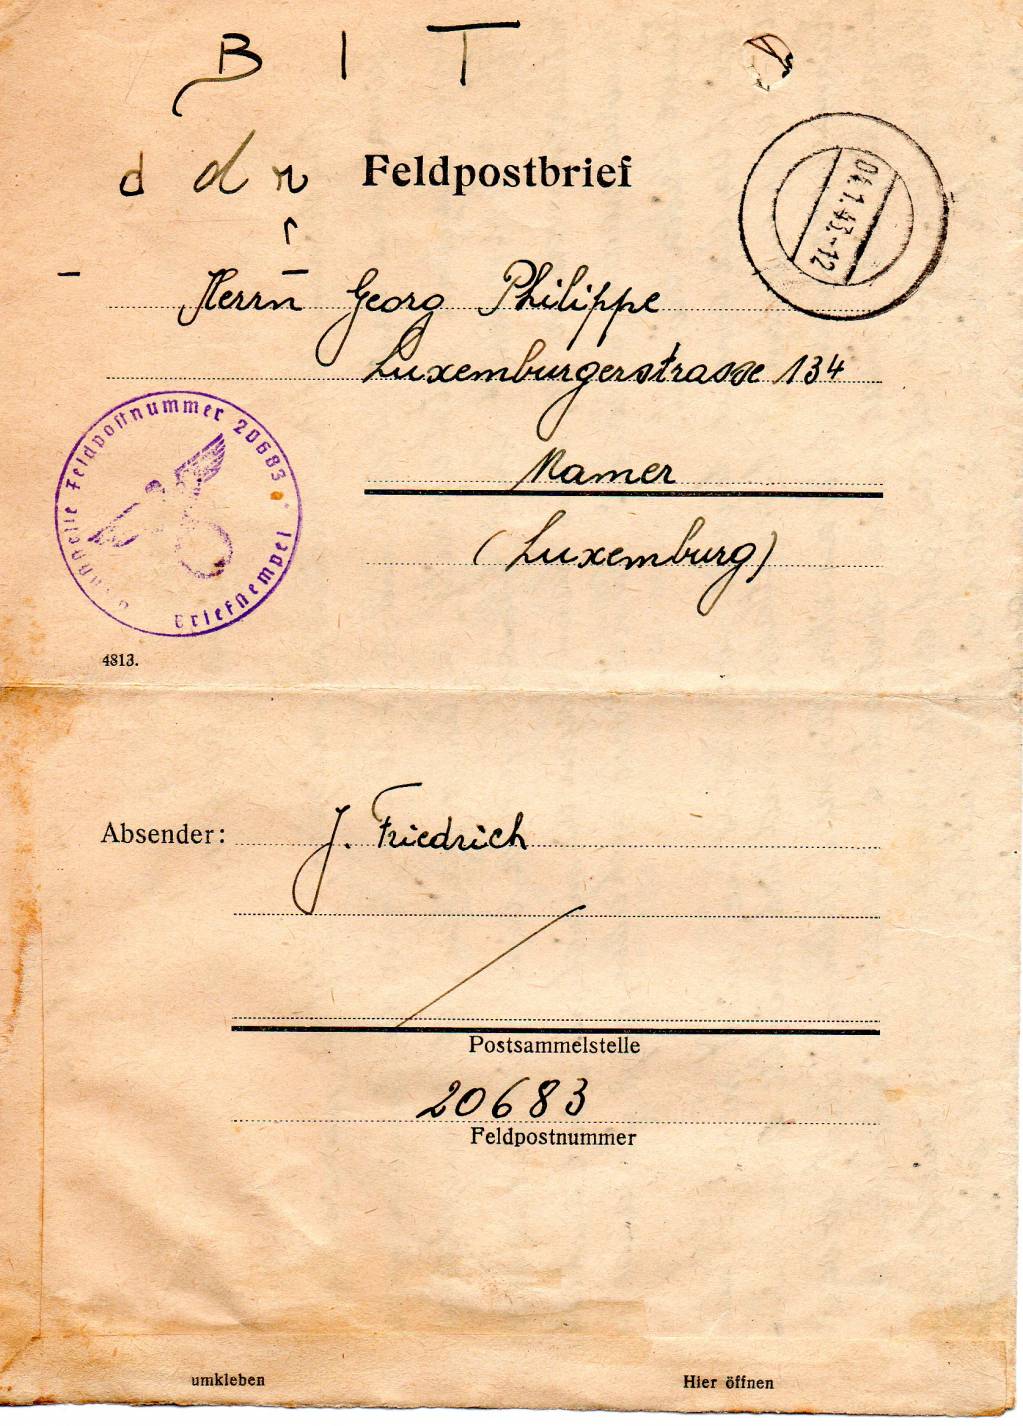 B I T
d dr Feldpostbrief
r
04.1.43.-12
Herrn Georg Philippe
Luxemburgerstrasse 134
Mamer
(Luxemburg)
Feldpostnummer 20683
Briefstempel
4813.
Absender: J. Friedrich
Postsammelstelle
20683
Feldpostnummer
umkleben Hier öffnen